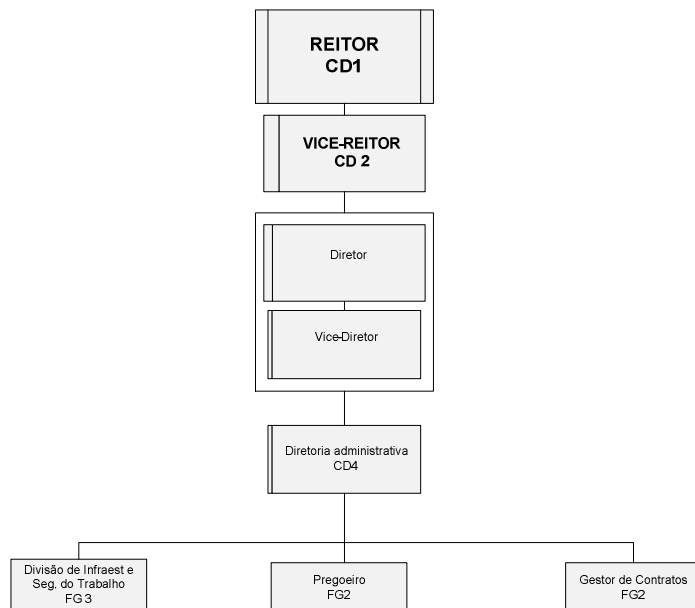 REITOR
CD1
VICE-REITOR
CD 2
Diretor
Vice-Diretor
Diretoria administrativa
CD4
Divisão de Infraest e
Seg. do Trabalho
FG 3
Pregoeiro
FG2
Gestor de Contratos
FG2